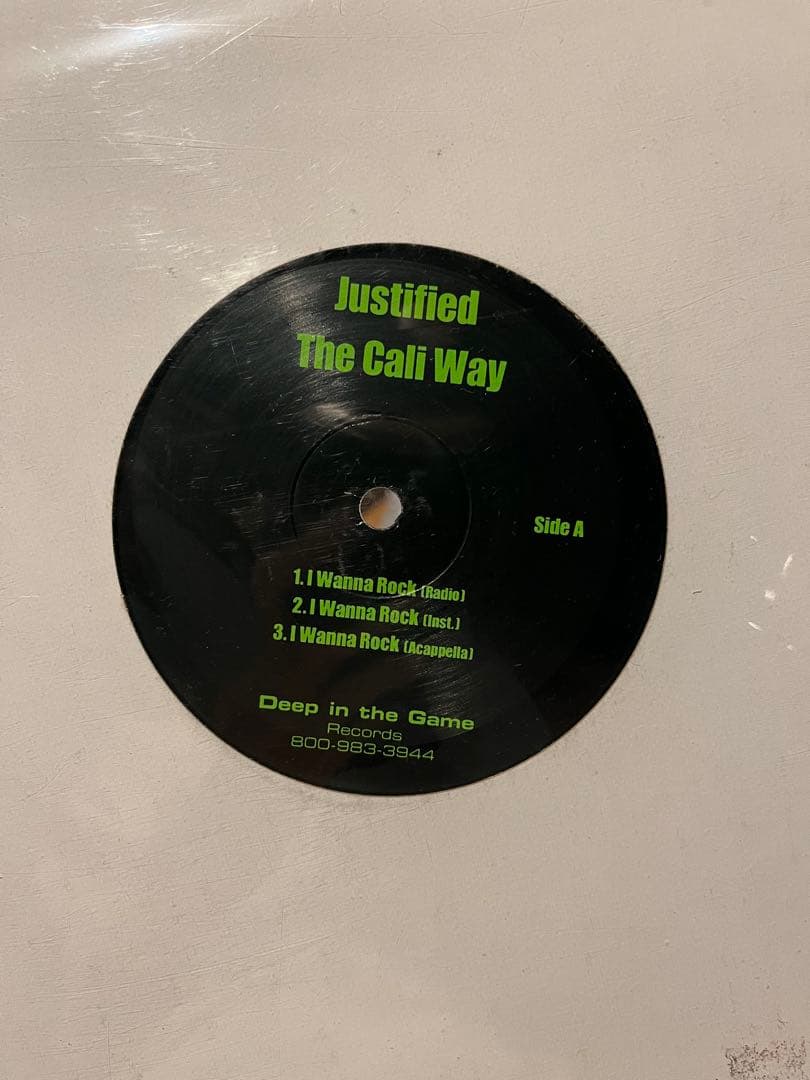 Justified
The Cali Way
Side A
1. I Wanna Rock (Radio)
2. I Wanna Rock (Inst.)
3. I Wanna Rock (Acappella)
Deep in the Game
Records
800-983-3944